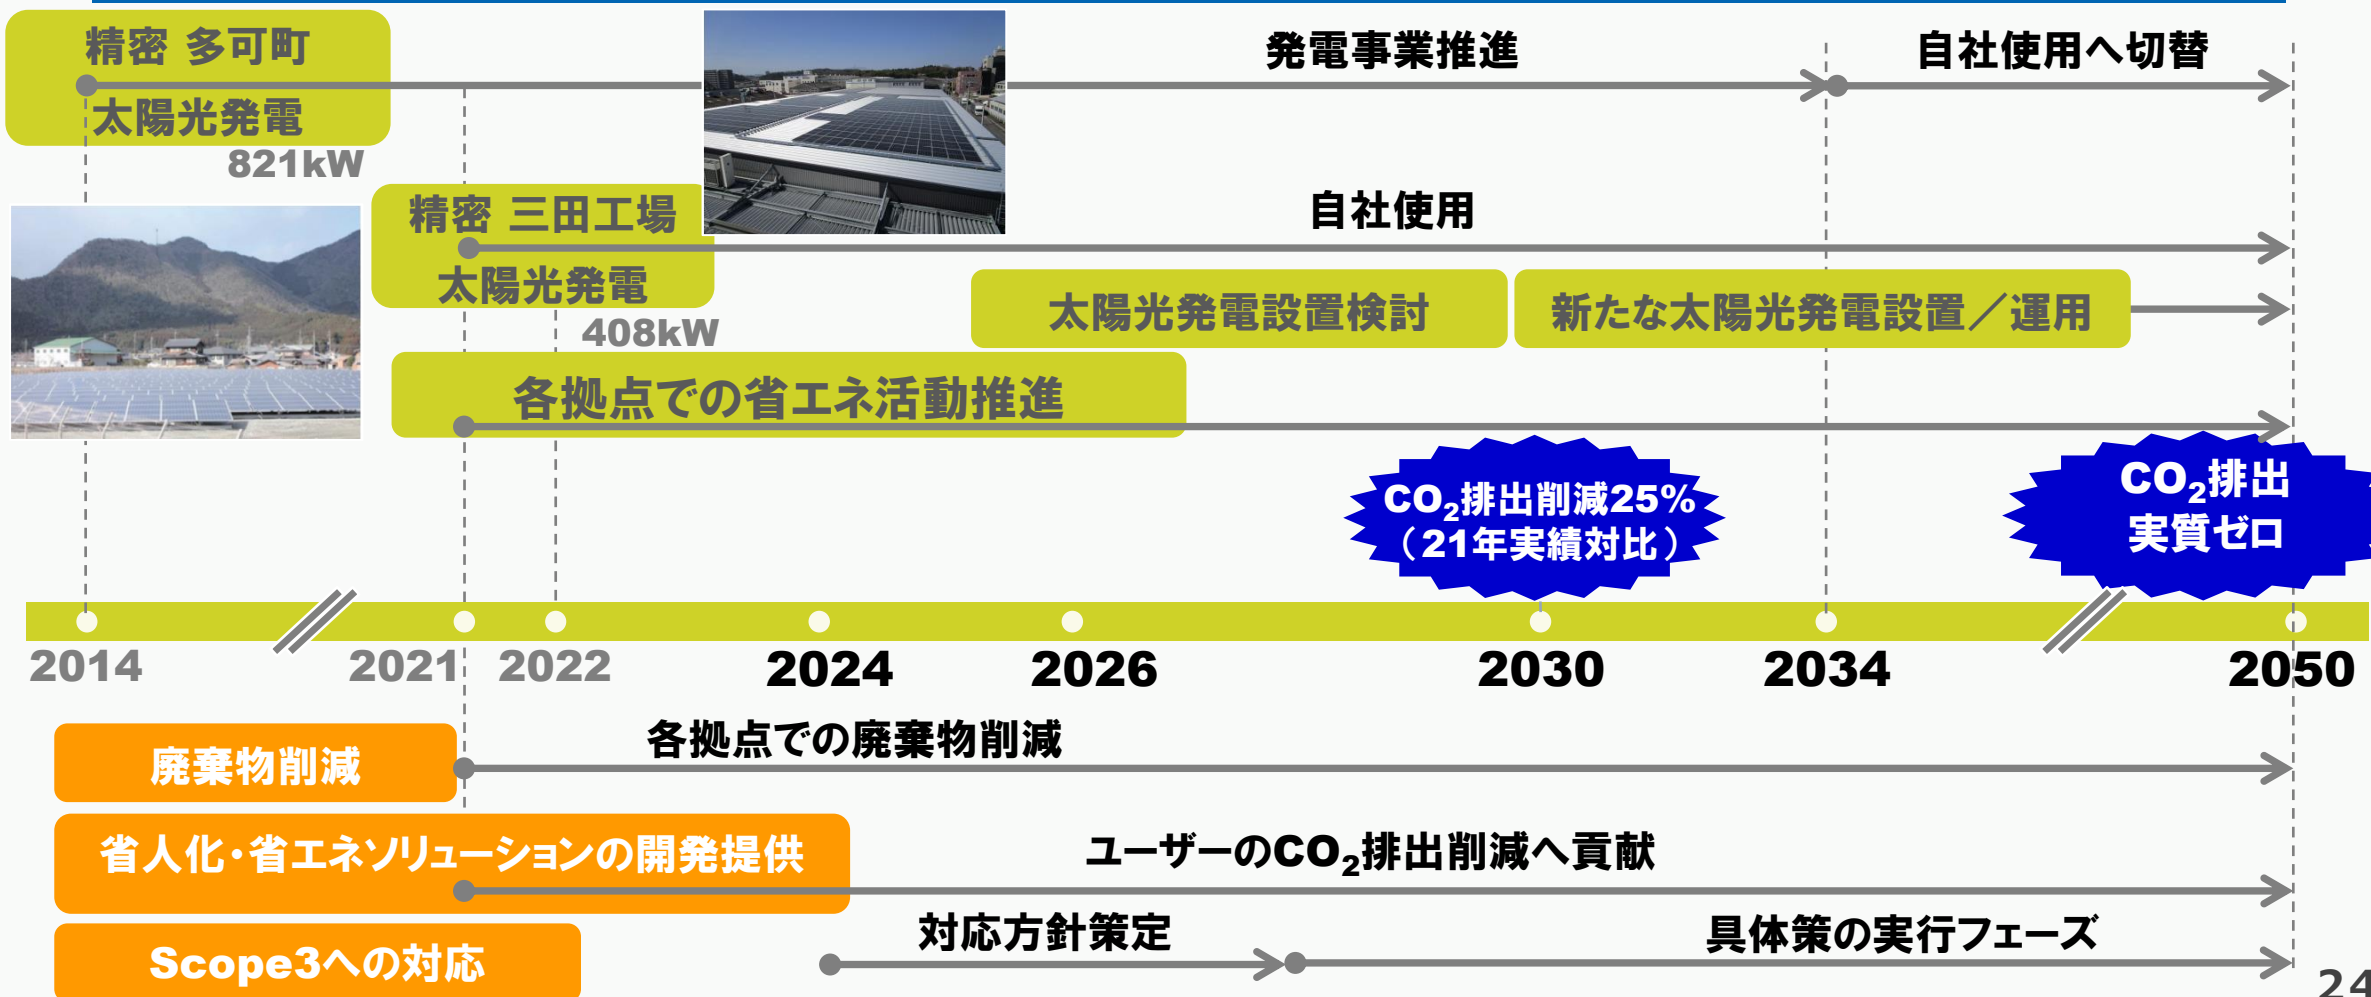 精密 多可町
太陽光発電
821kW
発電事業推進
自社使用へ切替
精密 三田工場
太陽光発電
408kW
自社使用
太陽光発電設置検討
新たな太陽光発電設置／運用
各拠点での省エネ活動推進
CO₂排出削減25%
（21年実績対比）
CO₂排出
実質ゼロ
2014
2021
2022
2024
2026
2030
2034
2050
廃棄物削減
各拠点での廃棄物削減
省人化・省エネソリューションの開発提供
ユーザーのCO₂排出削減へ貢献
Scope3への対応
対応方針策定
具体策の実行フェーズ
24